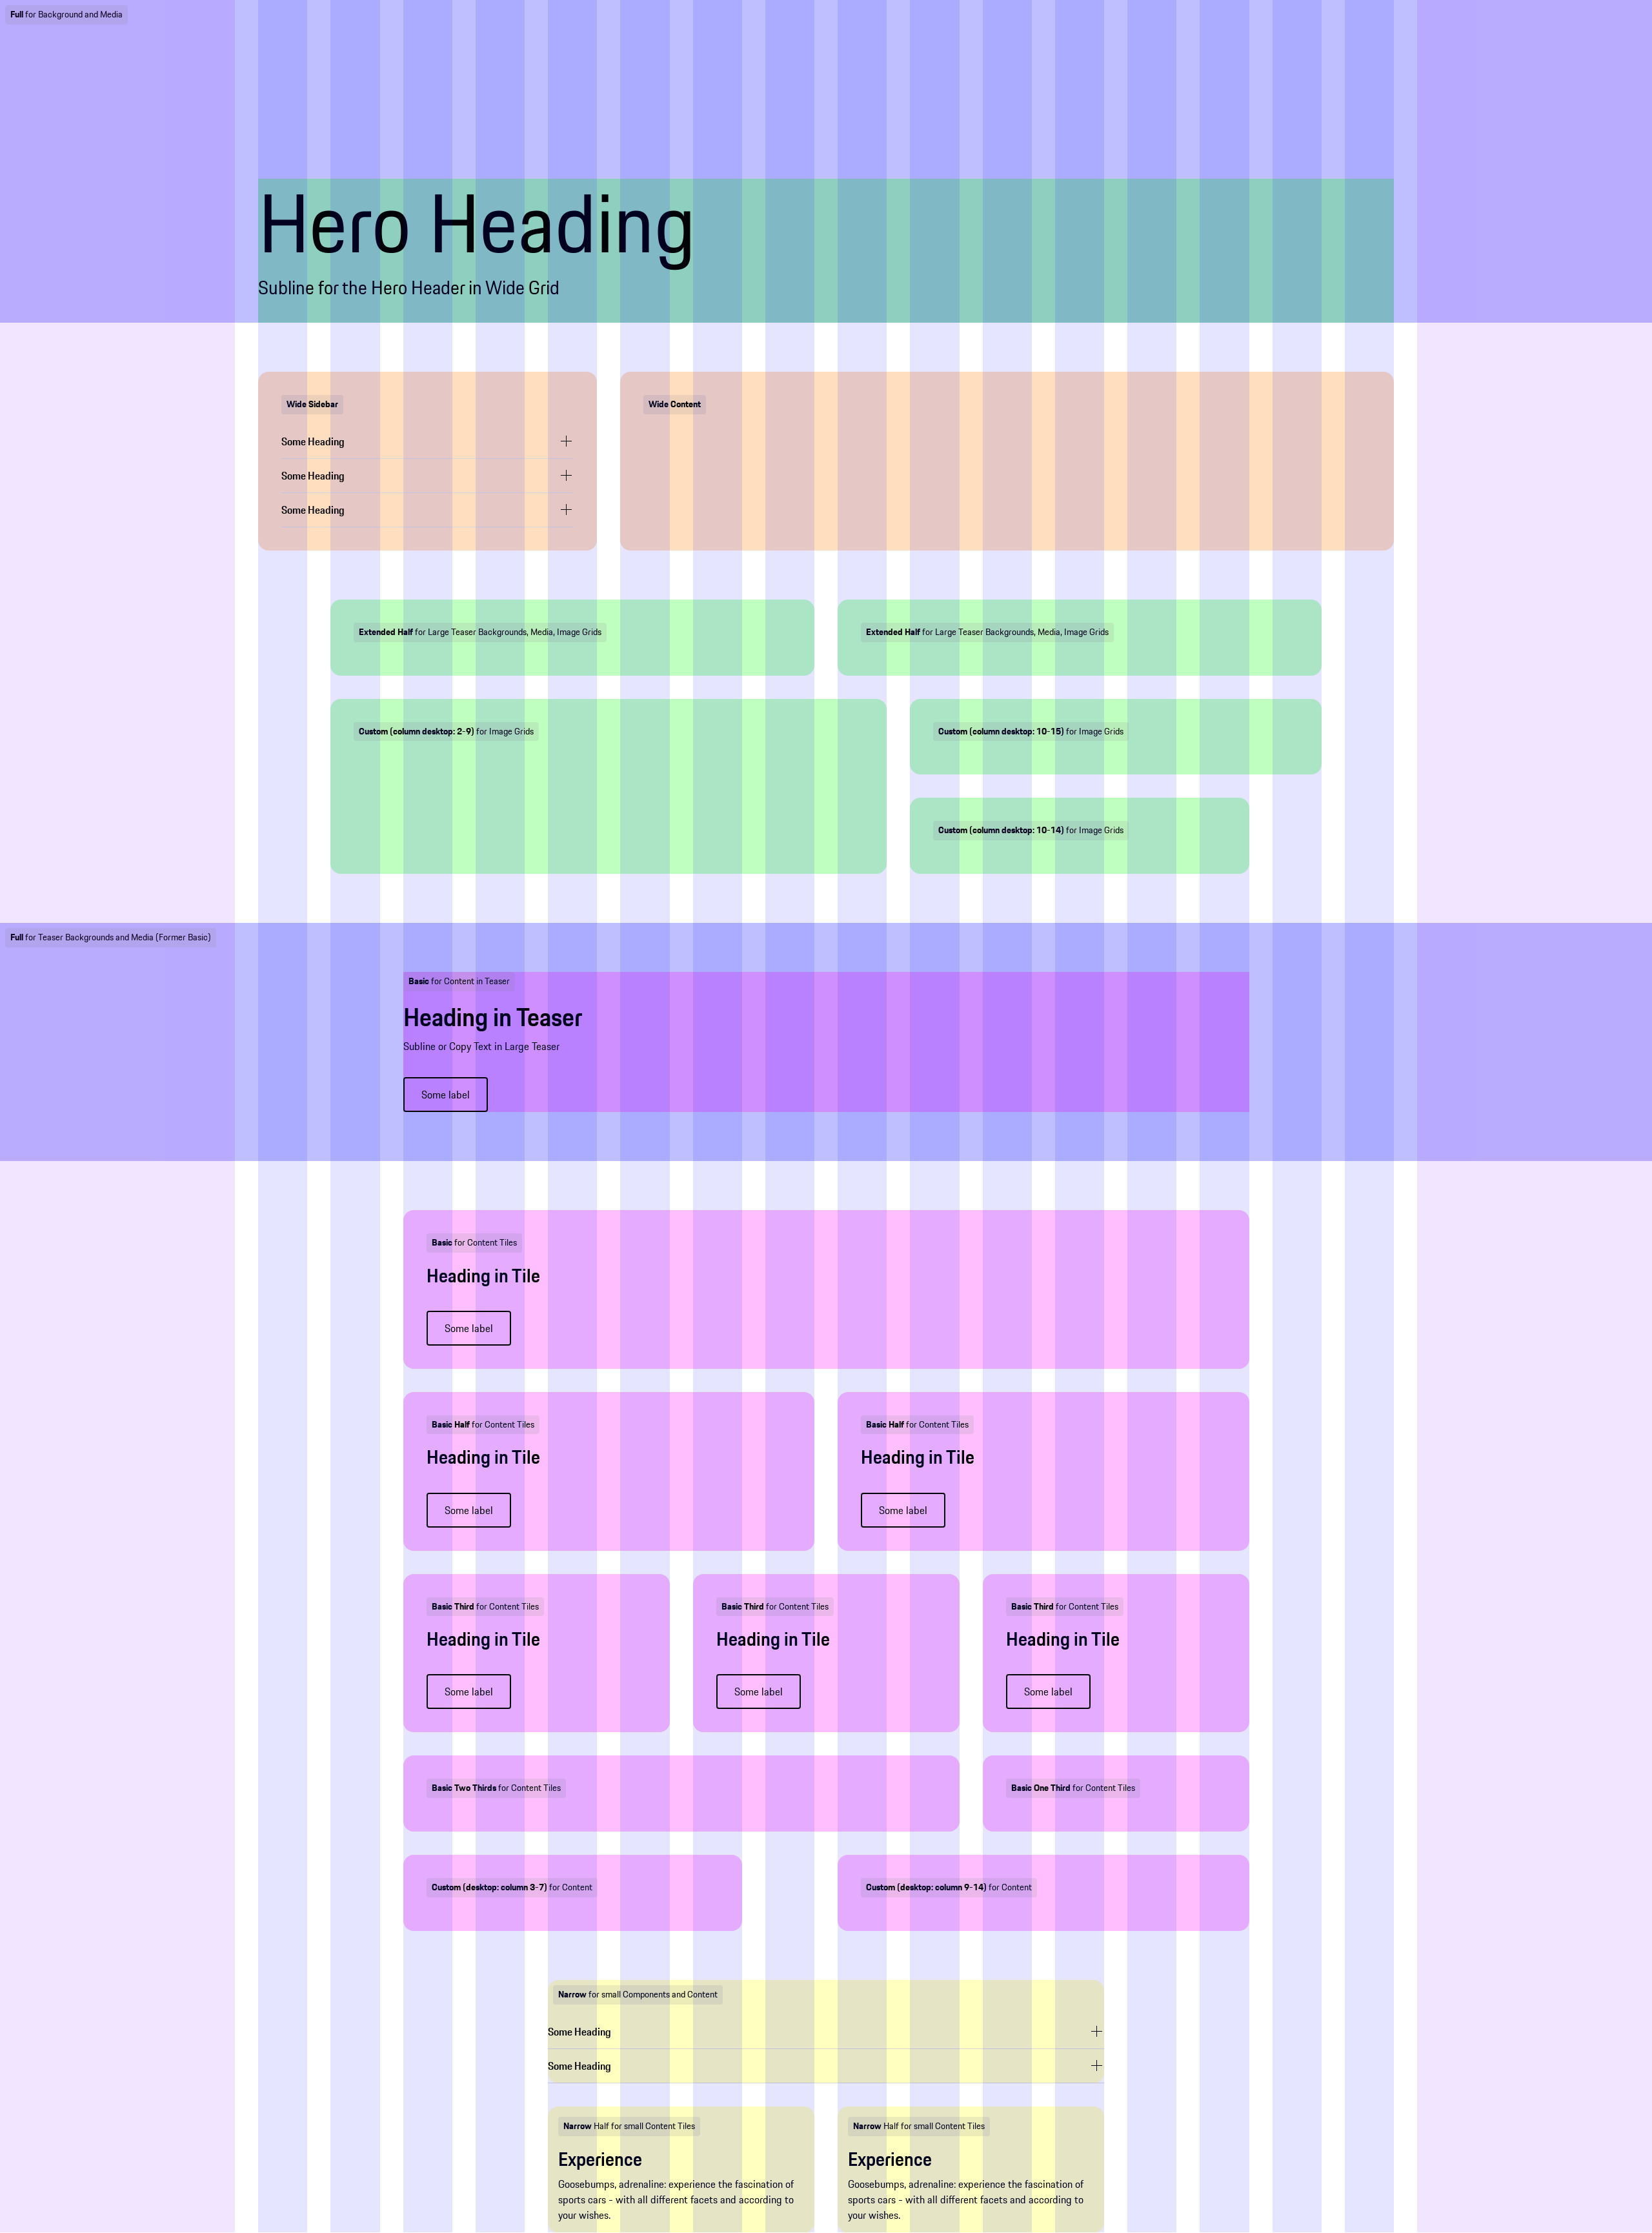 Full for Background and Media
Hero Heading
Subline for the Hero Header in Wide Grid
Wide Sidebar
Some Heading
Some Heading
Some Heading
Wide Content
Extended Half for Large Teaser Backgrounds, Media, Image Grids
Extended Half for Large Teaser Backgrounds, Media, Image Grids
Custom (column desktop: 2-9) for Image Grids
Custom (column desktop: 10-15) for Image Grids
Custom (column desktop: 10-14) for Image Grids
Full for Teaser Backgrounds and Media (Former Basic)
Basic for Content in Teaser
Heading in Teaser
Subline or Copy Text in Large Teaser
Some label
Basic for Content Tiles
Heading in Tile
Some label
Basic Half for Content Tiles
Heading in Tile
Some label
Basic Half for Content Tiles
Heading in Tile
Some label
Basic Third for Content Tiles
Heading in Tile
Some label
Basic Third for Content Tiles
Heading in Tile
Some label
Basic Third for Content Tiles
Heading in Tile
Some label
Basic Two Thirds for Content Tiles
Basic One Third for Content Tiles
Custom (desktop: column 3-7) for Content
Custom (desktop: column 9-14) for Content
Narrow for small Components and Content
Some Heading
Some Heading
Narrow Half for small Content Tiles
Experience
Goosebumps, adrenaline: experience the fascination of
sports cars - with all different facets and according to
your wishes.
Narrow Half for small Content Tiles
Experience
Goosebumps, adrenaline: experience the fascination of
sports cars - with all different facets and according to
your wishes.